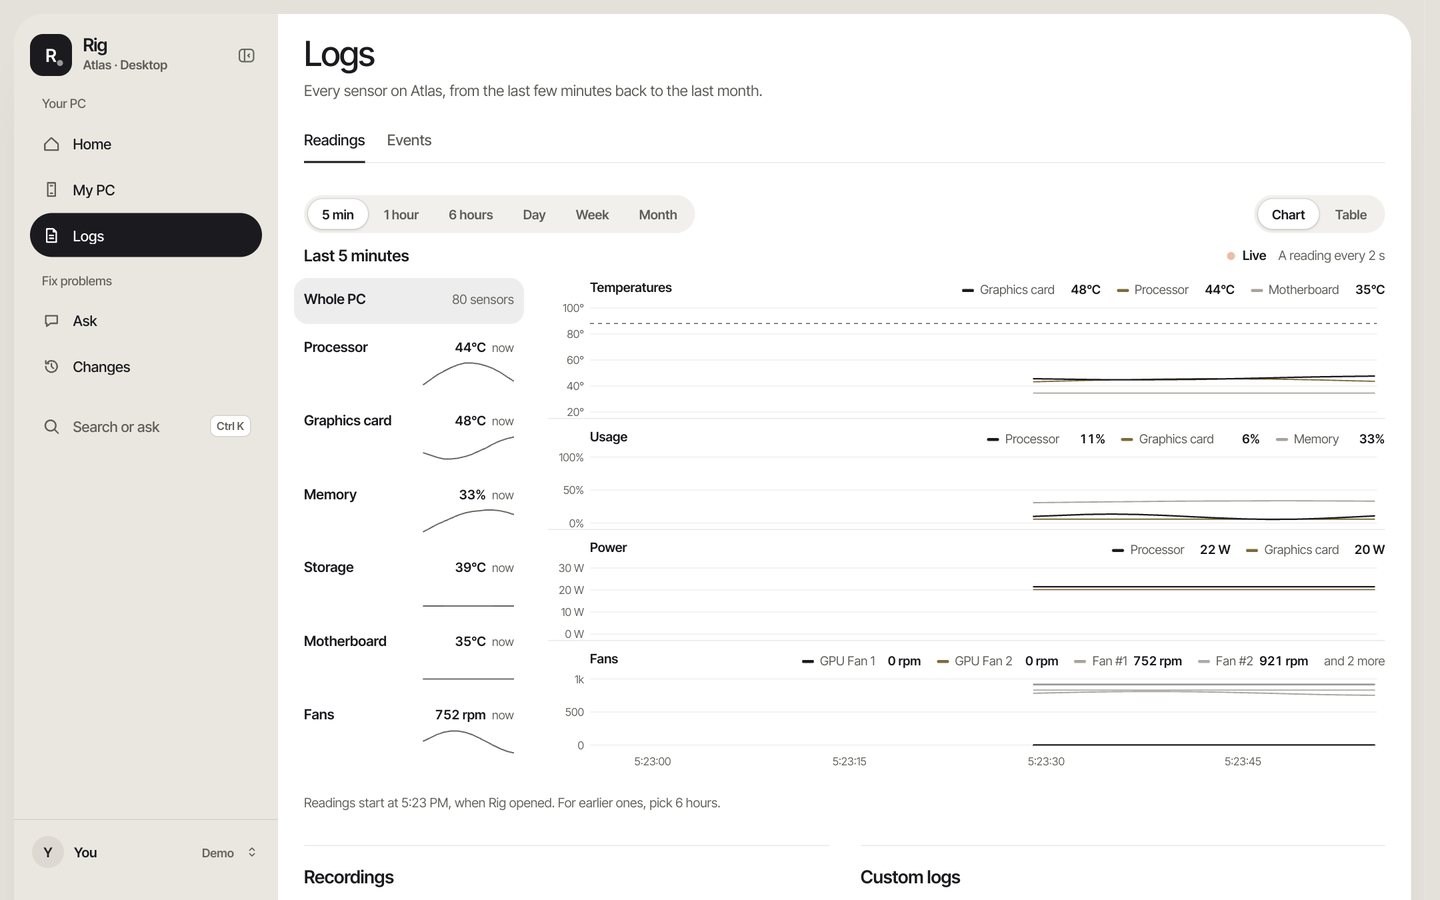 R.
Rig
Atlas · Desktop
Your PC
Home
My PC
Logs
Fix problems
Ask
Changes
Search or ask Ctrl K
Y You Demo
Logs
Every sensor on Atlas, from the last few minutes back to the last month.
Readings Events
5 min 1 hour 6 hours Day Week Month Chart Table
Last 5 minutes Live A reading every 2 s
Whole PC 80 sensors
Processor 44°C now
Graphics card 48°C now
Memory 33% now
Storage 39°C now
Motherboard 35°C now
Fans 752 rpm now
Temperatures Graphics card 48°C Processor 44°C Motherboard 35°C
100°
80°
60°
40°
20°
Usage Processor 11% Graphics card 6% Memory 33%
100%
50%
0%
Power Processor 22 W Graphics card 20 W
30 W
20 W
10 W
0 W
Fans GPU Fan 1 0 rpm GPU Fan 2 0 rpm Fan #1 752 rpm Fan #2 921 rpm and 2 more
1k
500
0
5:23:00 5:23:15 5:23:30 5:23:45
Readings start at 5:23 PM, when Rig opened. For earlier ones, pick 6 hours.
Recordings Custom logs